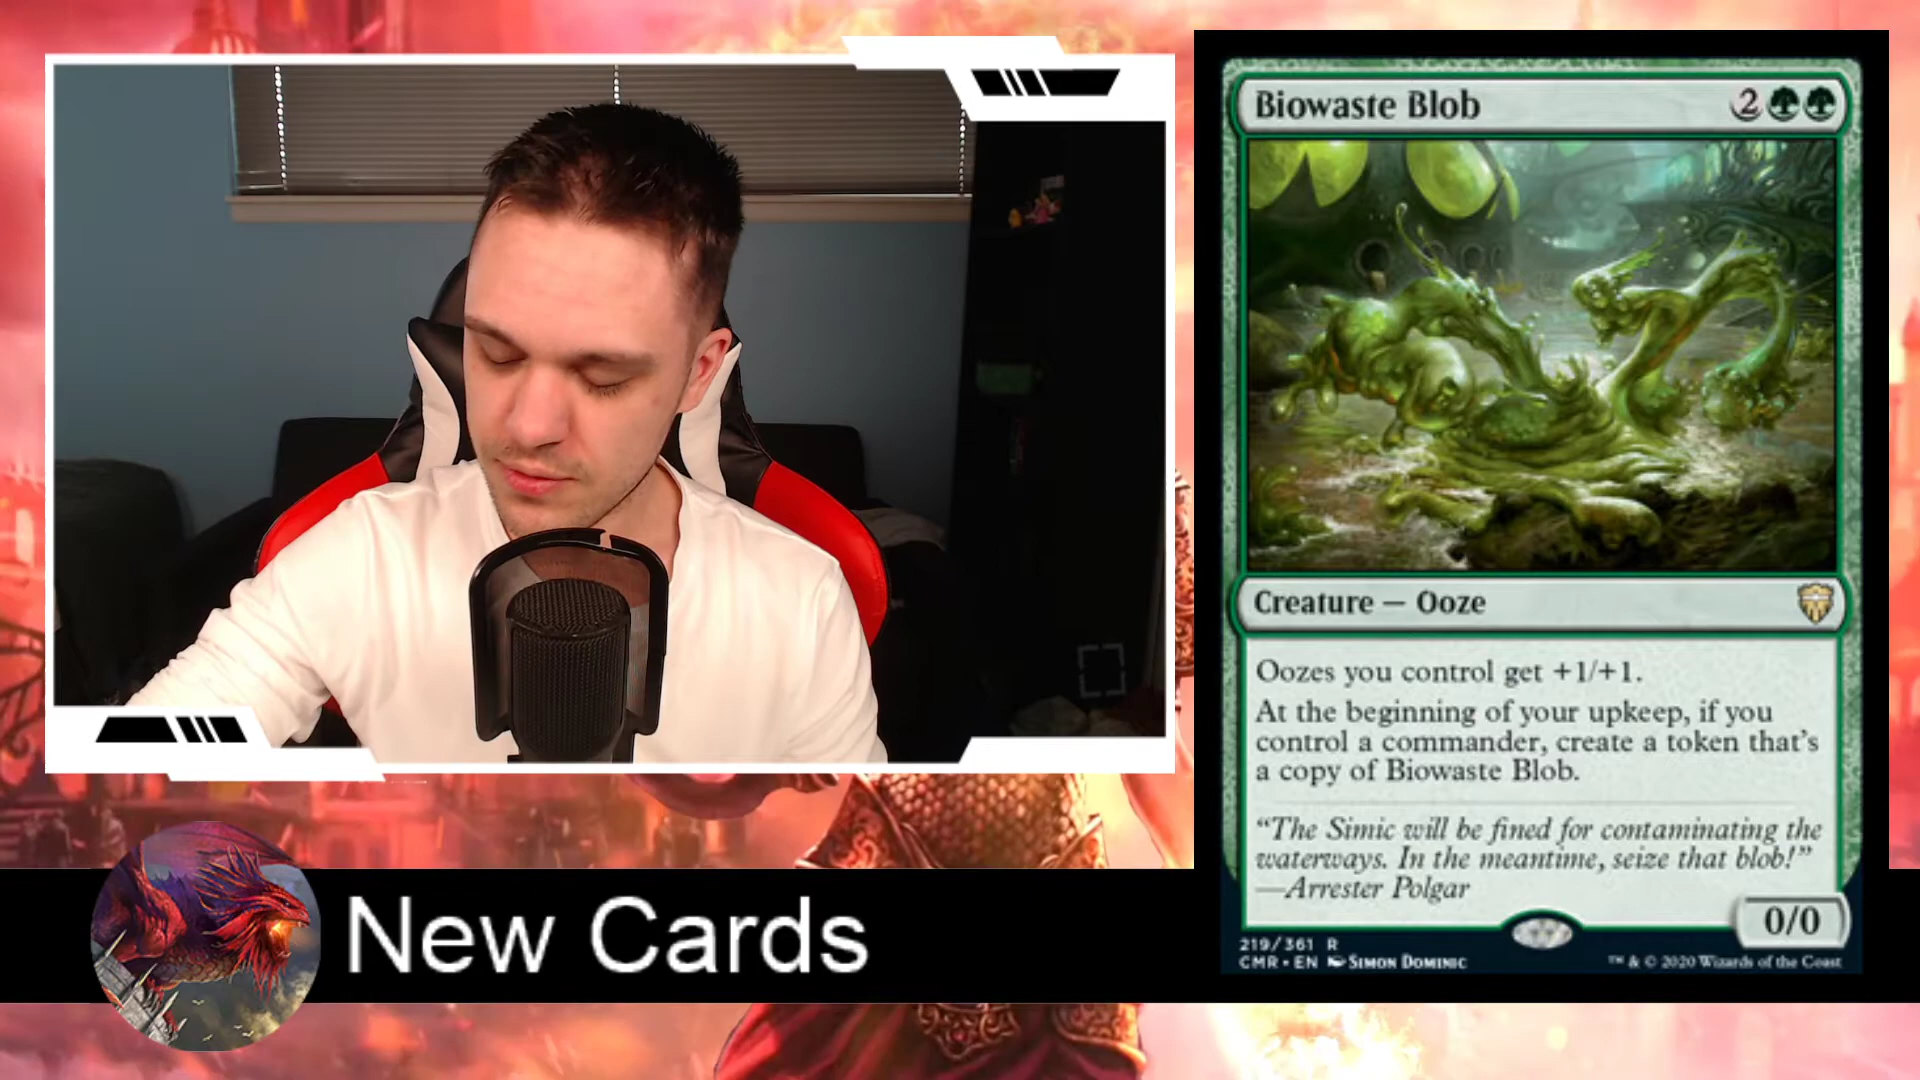 Biowaste Blob 2
Creature — Ooze
Oozes you control get +1/+1.
At the beginning of your upkeep, if you
control a commander, create a token that's
a copy of Biowaste Blob.
"The Simic will be fined for contaminating the
waterways. In the meantime, seize that blob!"
—Arrester Polgar
0/0
219/361 R
CMR • EN Simon Dominic
™ & © 2020 Wizards of the Coast
New Cards